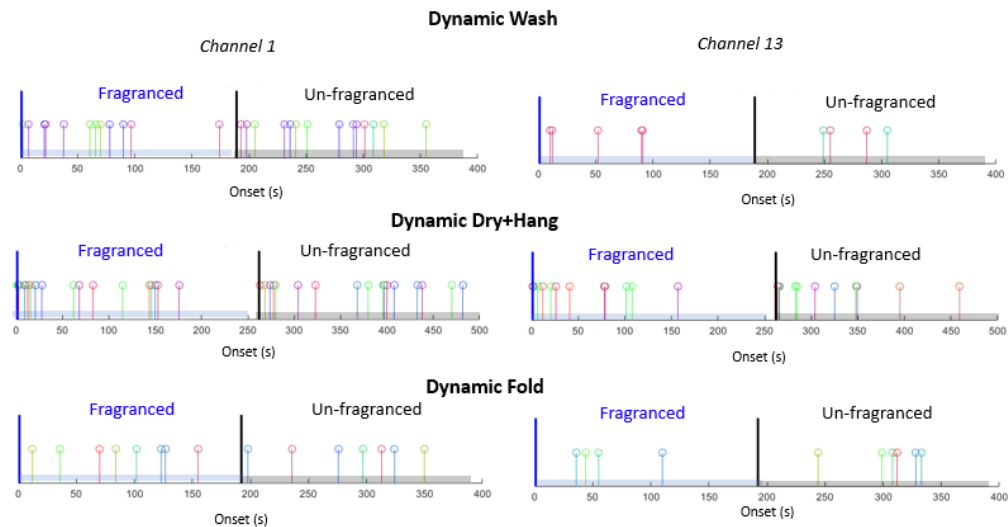 Dynamic Wash
Channel 1
Channel 13
Fragranced
Un-fragranced
Fragranced
Un-fragranced
0 50 100 150 200 250 300 350 400
0 50 100 150 200 250 300 350 400
Onset (s)
Onset (s)
Dynamic Dry+Hang
Fragranced
Un-fragranced
Fragranced
Un-fragranced
0 50 100 150 200 250 300 350 400 450 500
0 50 100 150 200 250 300 350 400 450 500
Onset (s)
Onset (s)
Dynamic Fold
Fragranced
Un-fragranced
Fragranced
Un-fragranced
0 50 100 150 200 250 300 350 400
0 50 100 150 200 250 300 350 400
Onset (s)
Onset (s)